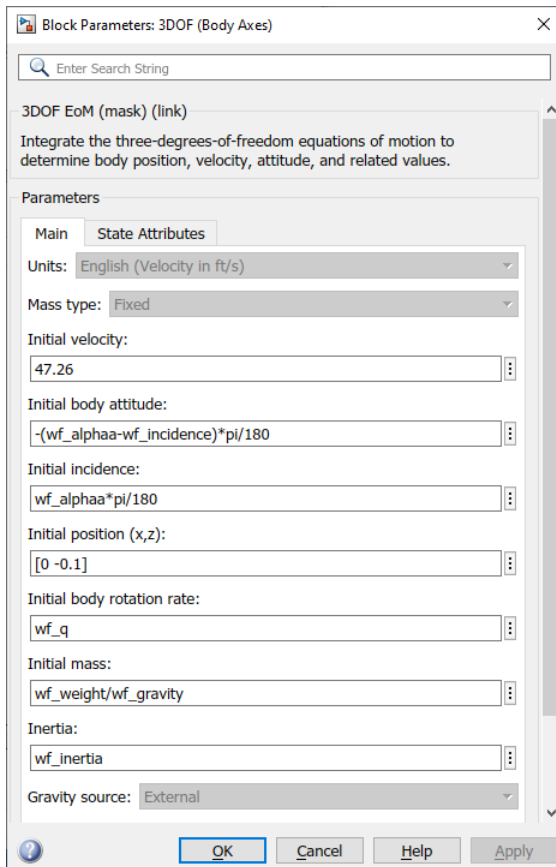 Block Parameters: 3DOF (Body Axes)
Enter Search String
3DOF EoM (mask) (link)
Integrate the three-degrees-of-freedom equations of motion to
determine body position, velocity, attitude, and related values.
Parameters
Main State Attributes
Units: English (Velocity in ft/s)
Mass type: Fixed
Initial velocity:
47.26
Initial body attitude:
-(wf_alphaa-wf_incidence)*pi/180
Initial incidence:
wf_alphaa*pi/180
Initial position (x,z):
[0 -0.1]
Initial body rotation rate:
wf_q
Initial mass:
wf_weight/wf_gravity
Inertia:
wf_inertia
Gravity source: External
OK Cancel Help Apply